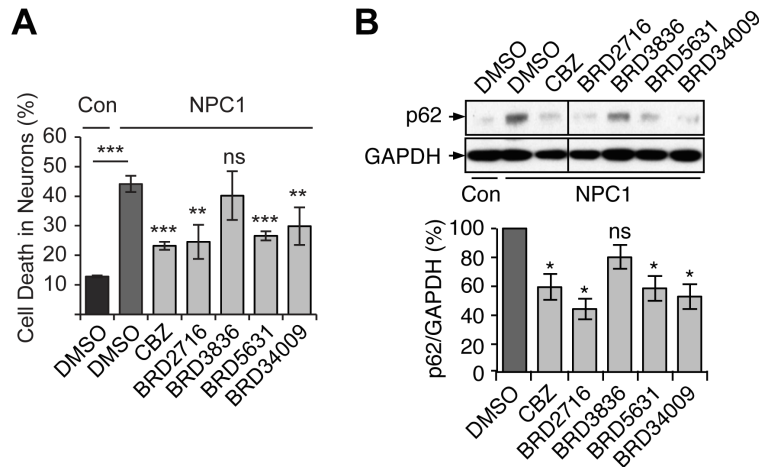 A
Con NPC1
Cell Death in Neurons (%)
60
50
40
30
20
10
***
***
**
ns
***
**
DMSO
DMSO
CBZ
BRD2716
BRD3836
BRD5631
BRD34009
B
DMSO
DMSO
CBZ
BRD2716
BRD3836
BRD5631
BRD34009
p62
GAPDH
Con NPC1
p62/GAPDH (%)
100
80
60
40
20
0
*
*
ns
*
*
DMSO
CBZ
BRD2716
BRD3836
BRD5631
BRD34009